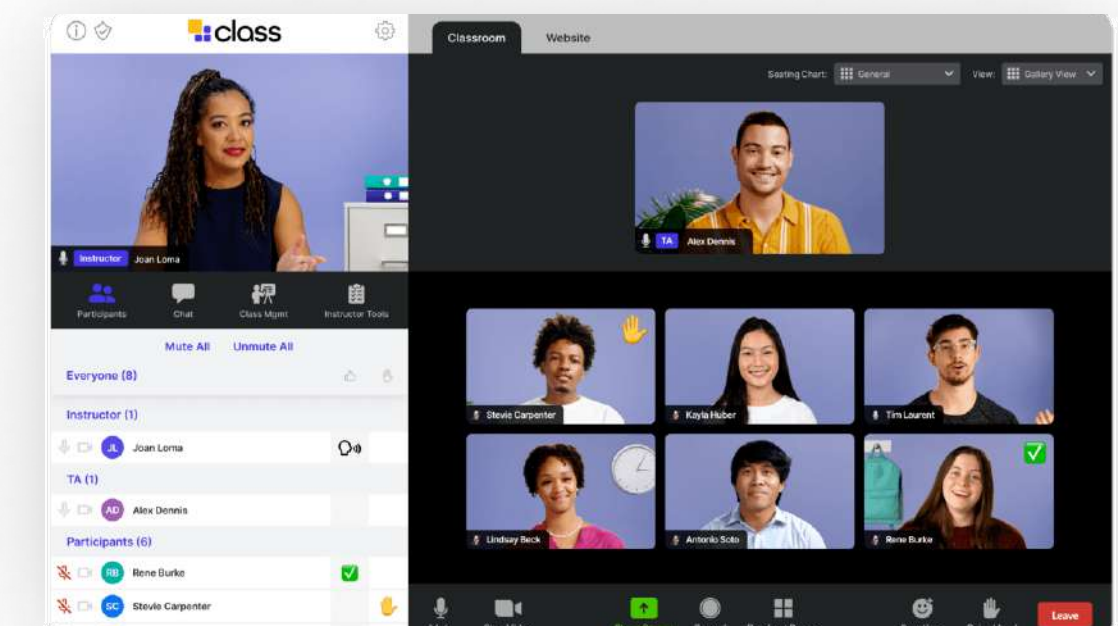 class
Instructor Joan Loma
Participants
Chat
Class Mgmt
Instructor Tools
Mute All
Unmute All
Everyone (8)
Instructor (1)
JL Joan Loma
TA (1)
AD Alex Dennis
Participants (6)
RB Rene Burke
SC Stevie Carpenter
Classroom
Website
Seating Chart: General
View: Gallery View
TA Alex Dennis
Stevie Carpenter
Kayla Huber
Tim Laurent
Lindsay Beck
Antonio Soto
Rene Burke
Leave